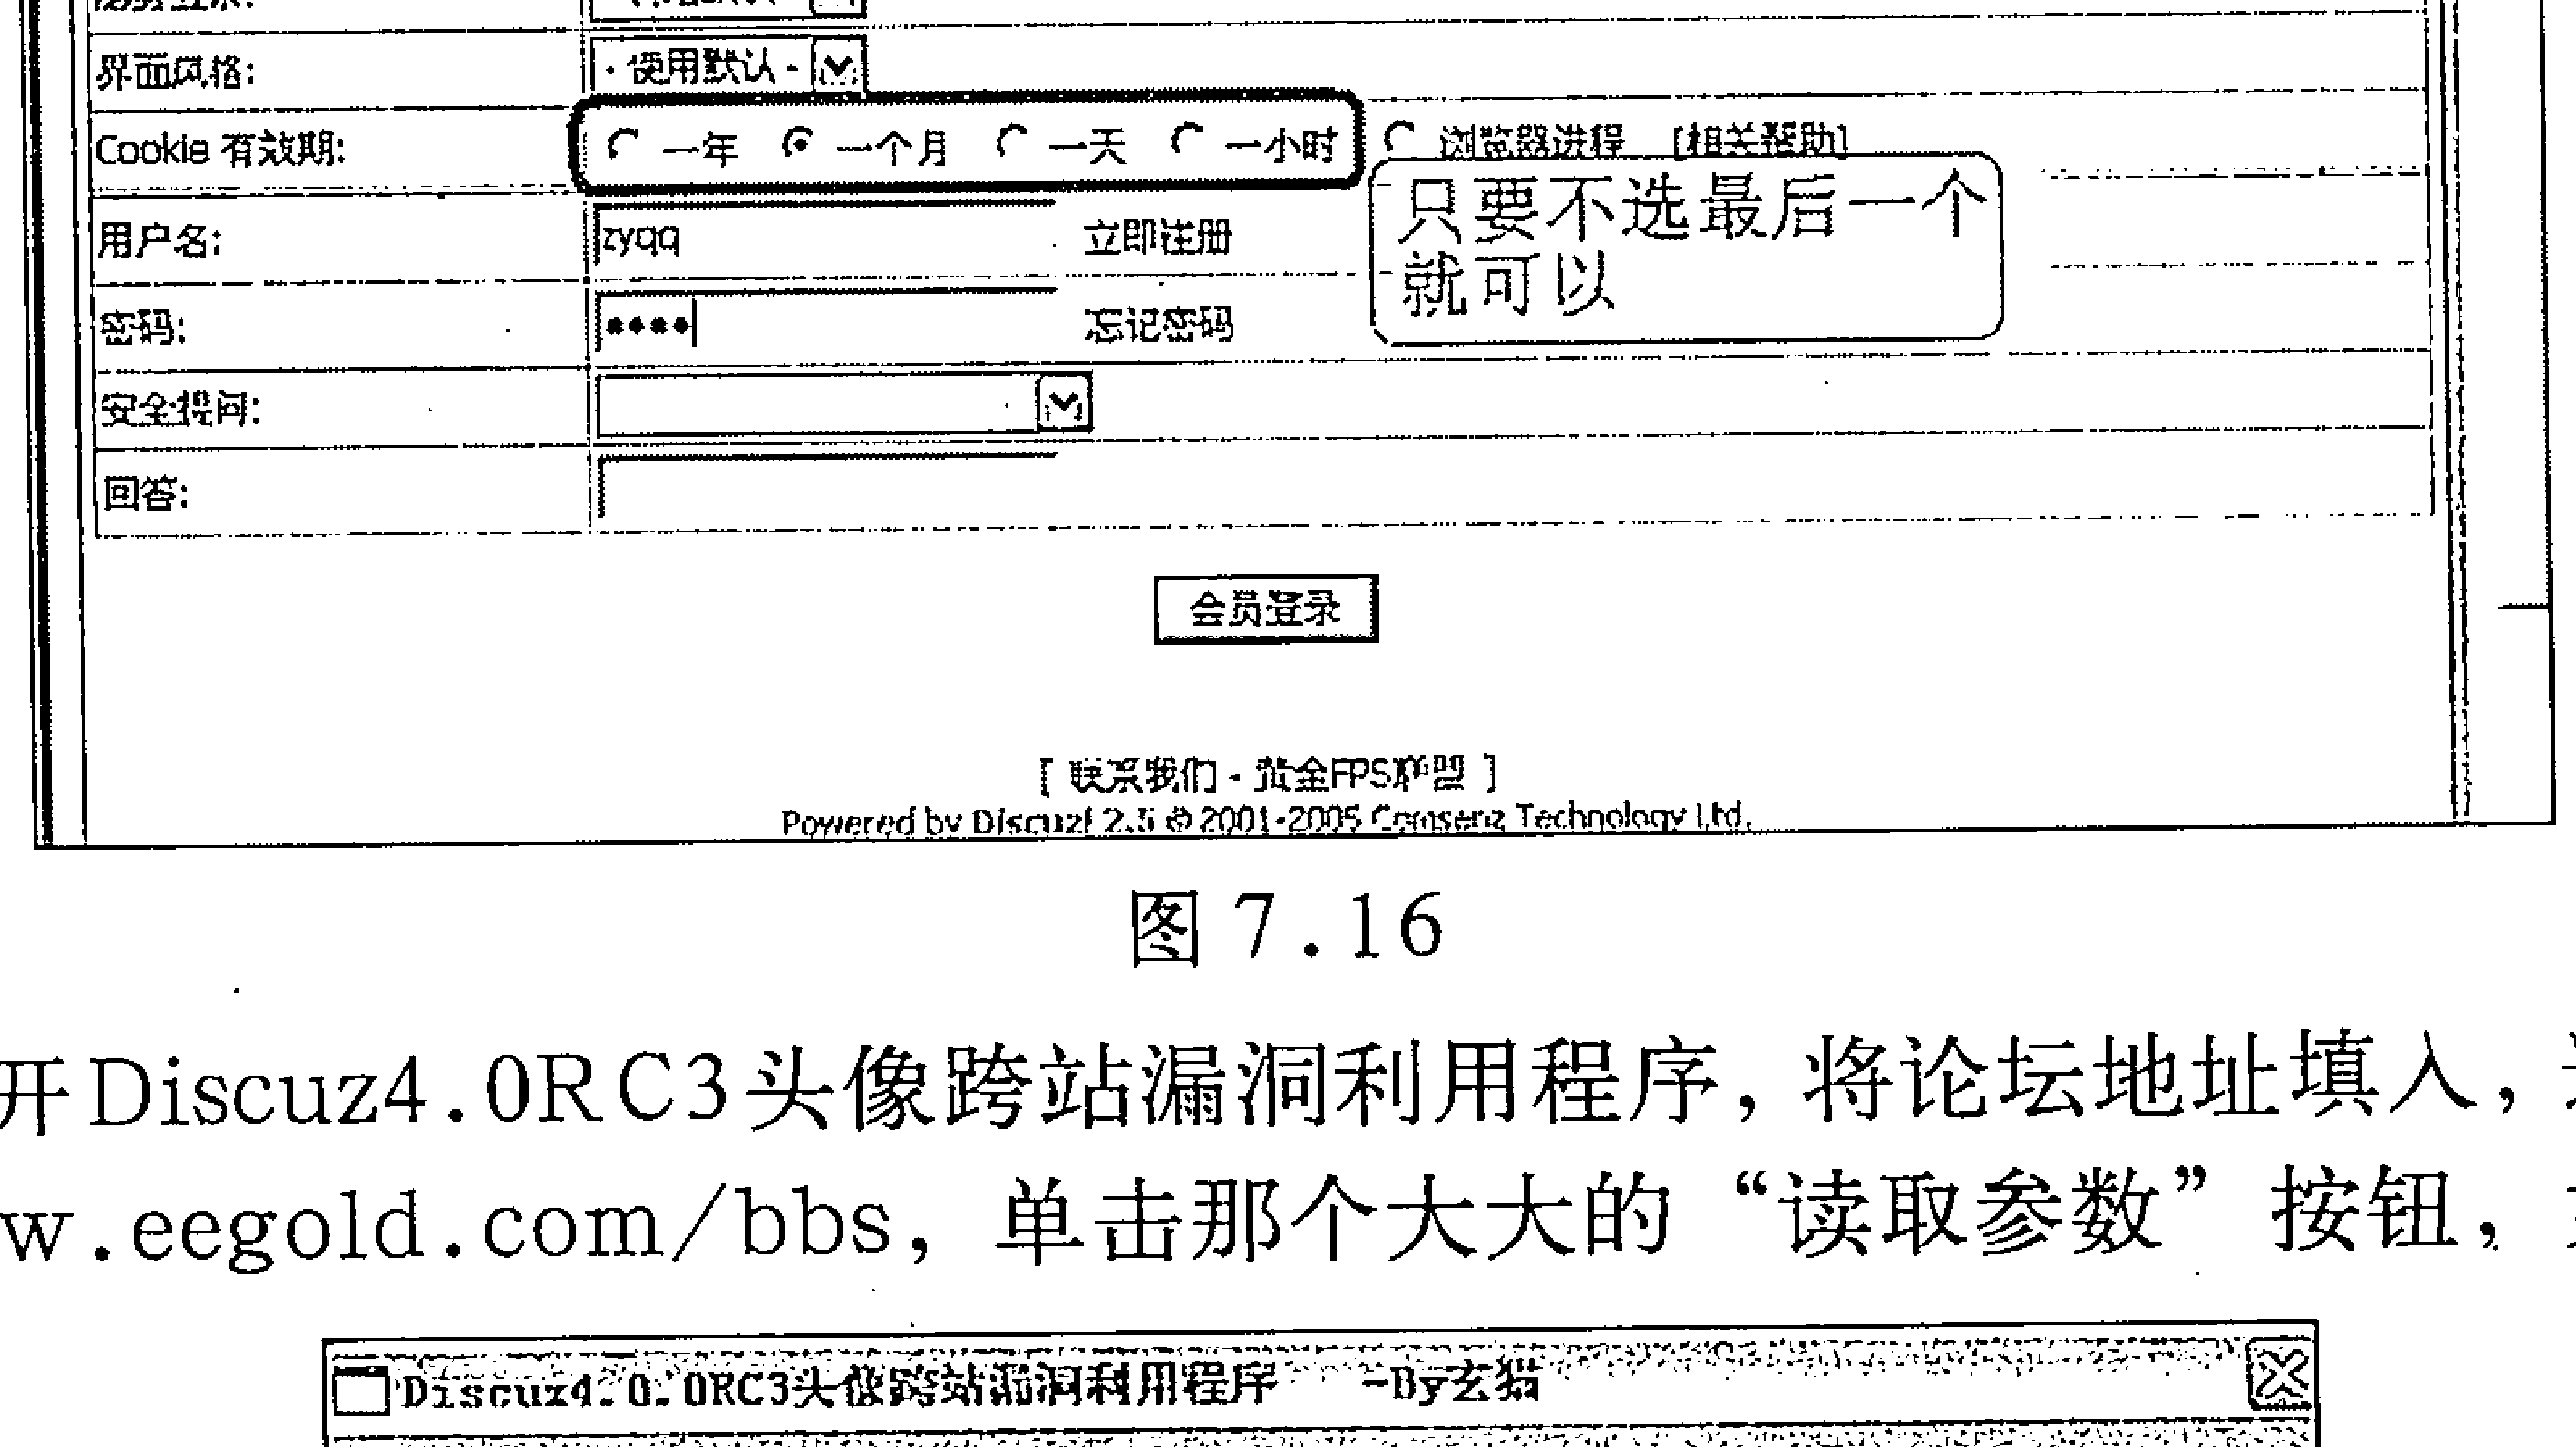 界面风格:
- 使用默认 -
Cookie 有效期:
一年 一个月 一天 一小时 浏览器进程 [相关帮助]
只要不选最后一个
就可以
用户名:
zyqq
立即注册
密码:
••••
忘记密码
安全提问:
回答:
会员登录
[ 联系我们 - 黄金FPS联盟 ]
Powered by Discuz! 2.5 © 2001-2005 Comsenz Technology Ltd.
图 7.16
开Discuz4.0RC3头像跨站漏洞利用程序，将论坛地址填入，
w.eegold.com/bbs，单击那个大大的“读取参数”按钮，
Discuz4.0.0RC3头像跨站漏洞利用程序 -By玄猫